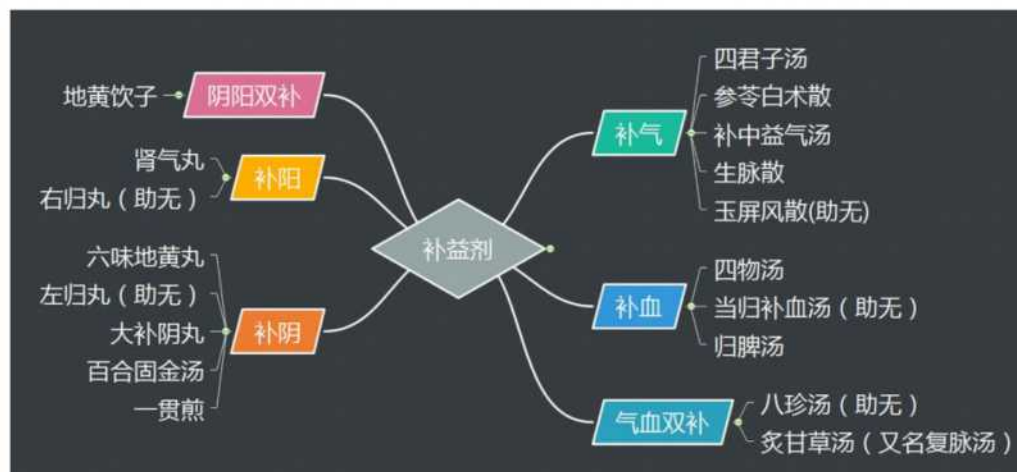 补益剂
补气
四君子汤
参苓白术散
补中益气汤
生脉散
玉屏风散(助无)
补血
四物汤
当归补血汤（助无）
归脾汤
气血双补
八珍汤（助无）
炙甘草汤（又名复脉汤）
阴阳双补
地黄饮子
补阳
肾气丸
右归丸（助无）
补阴
六味地黄丸
左归丸（助无）
大补阴丸
百合固金汤
一贯煎